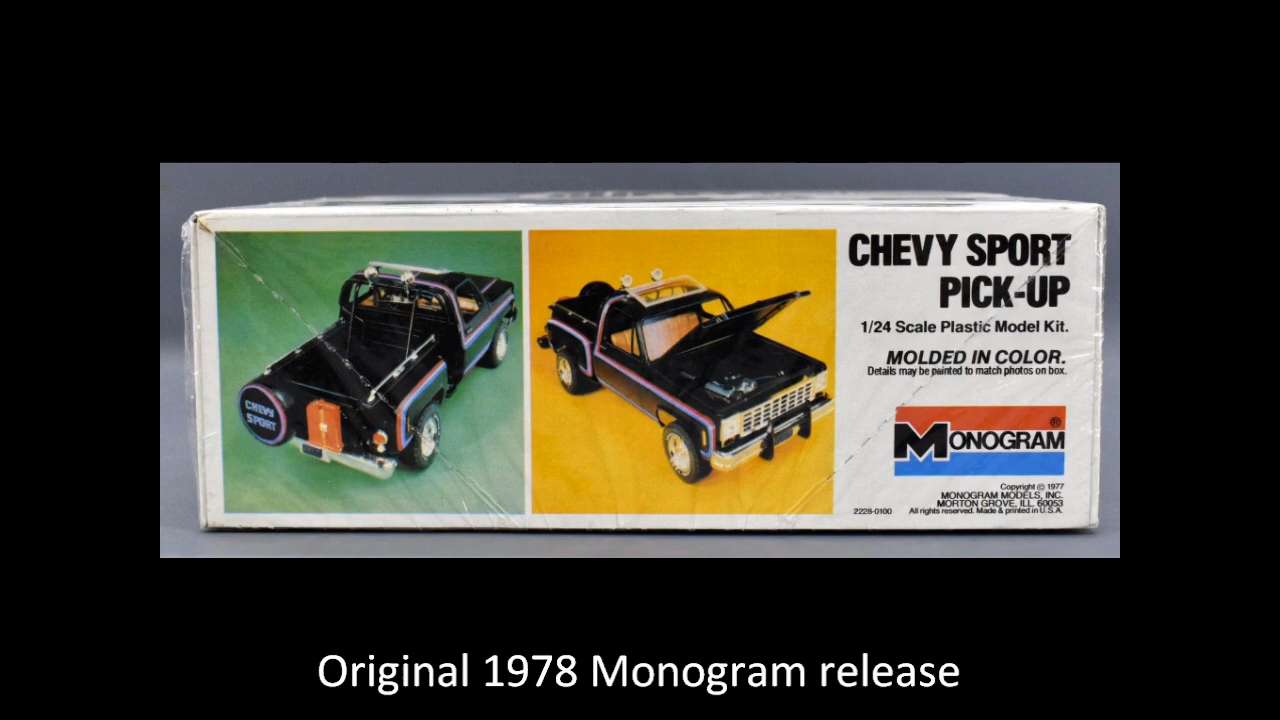 CHEVY
SPORT
CHEVY SPORT
PICK-UP
1/24 Scale Plastic Model Kit.
MOLDED IN COLOR.
Details may be painted to match photos on box.
MONOGRAM®
Copyright © 1977
MONOGRAM MODELS, INC.
MORTON GROVE, ILL. 60053
2228-0100 All rights reserved. Made & printed in U.S.A.
Original 1978 Monogram release